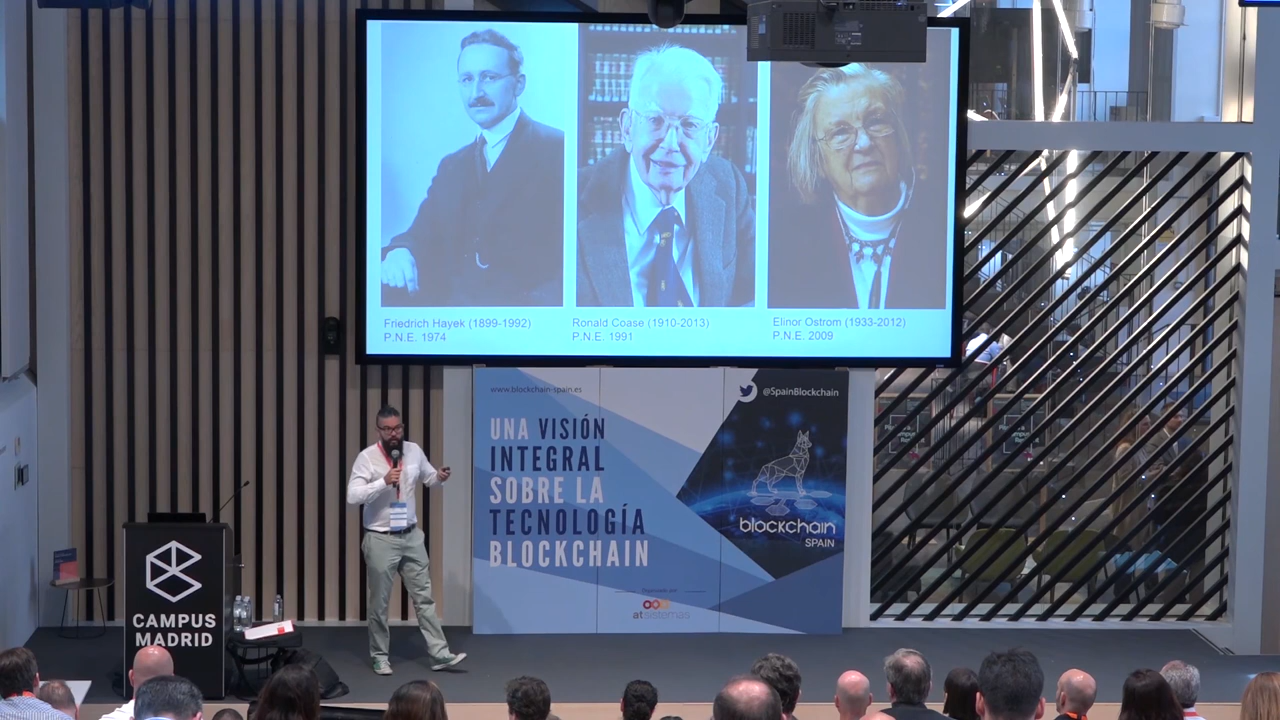 Friedrich Hayek (1899-1992)
P.N.E. 1974
Ronald Coase (1910-2013)
P.N.E. 1991
Elinor Ostrom (1933-2012)
P.N.E. 2009
www.blockchain-spain.es
@SpainBlockchain
UNA VISIÓN
INTEGRAL
SOBRE LA
TECNOLOGÍA
BLOCKCHAIN
blockchain
SPAIN
atsistemas
CAMPUS
MADRID